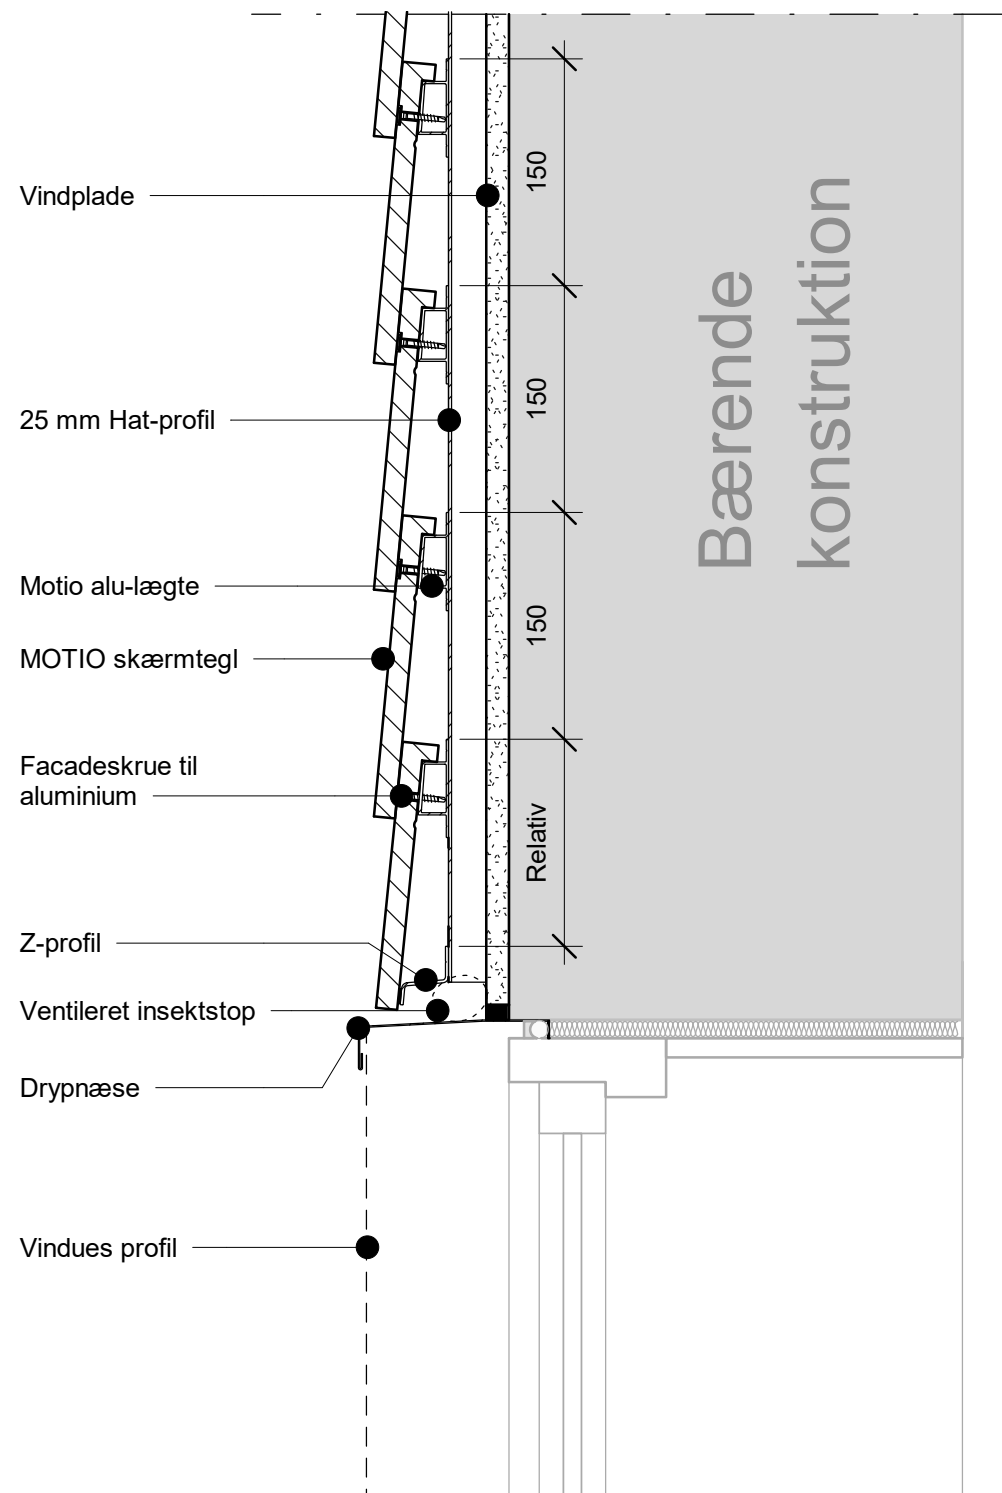 Vindplade
25 mm Hat-profil
Motio alu-lægte
MOTIO skærmtegl
Facadeskrue til
aluminium
Z-profil
Ventileret insektstop
Drypnæse
Vindues profil
150
150
150
Relativ
Bærende
konstruktion